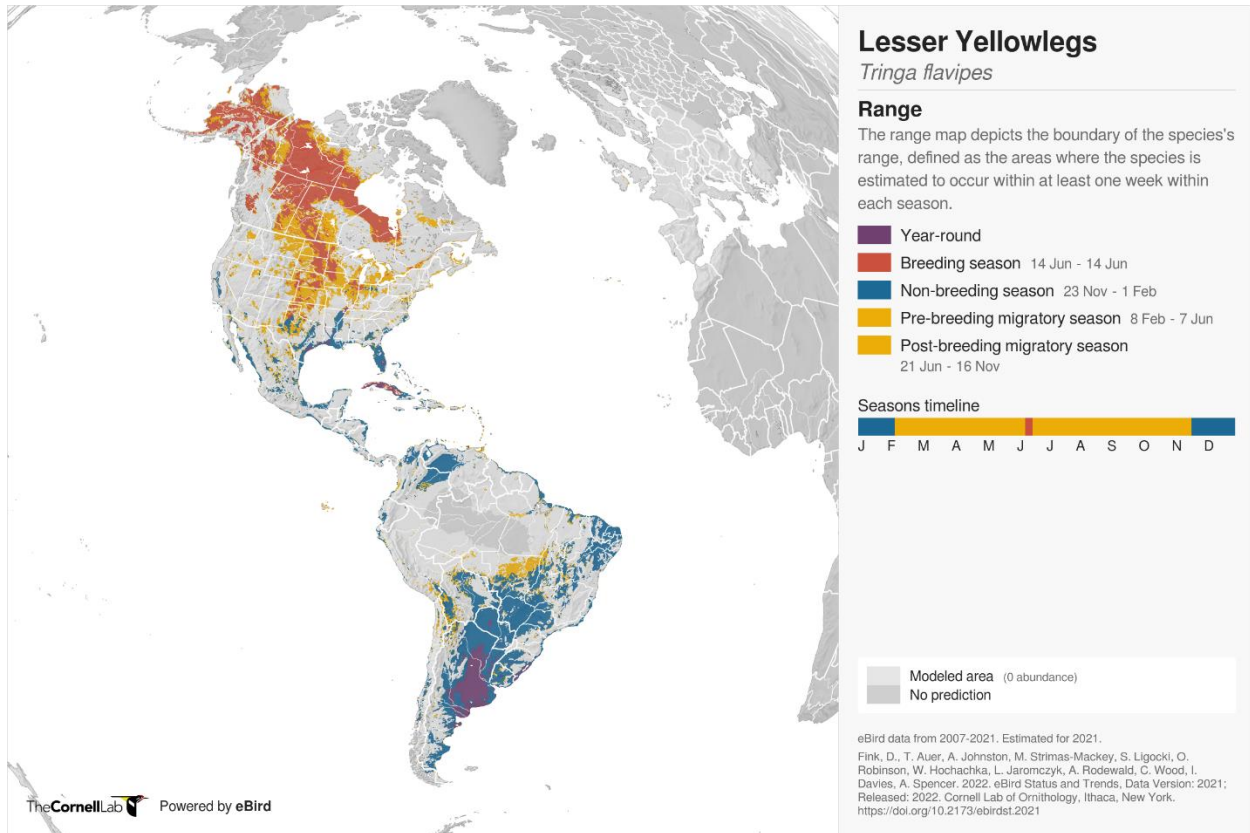 Lesser Yellowlegs
Tringa flavipes
Range
The range map depicts the boundary of the species's
range, defined as the areas where the species is
estimated to occur within at least one week within
each season.
Year-round
Breeding season 14 Jun - 14 Jun
Non-breeding season 23 Nov - 1 Feb
Pre-breeding migratory season 8 Feb - 7 Jun
Post-breeding migratory season
21 Jun - 16 Nov
Seasons timeline
J F M A M J J A S O N D
Modeled area (0 abundance)
No prediction
eBird data from 2007-2021. Estimated for 2021.
Fink, D., T. Auer, A. Johnston, M. Strimas-Mackey, S. Ligocki, O.
Robinson, W. Hochachka, L. Jaromczyk, A. Rodewald, C. Wood, I.
Davies, A. Spencer. 2022. eBird Status and Trends, Data Version: 2021;
Released: 2022. Cornell Lab of Ornithology, Ithaca, New York.
https://doi.org/10.2173/ebirdst.2021
TheCornellLab Powered by eBird